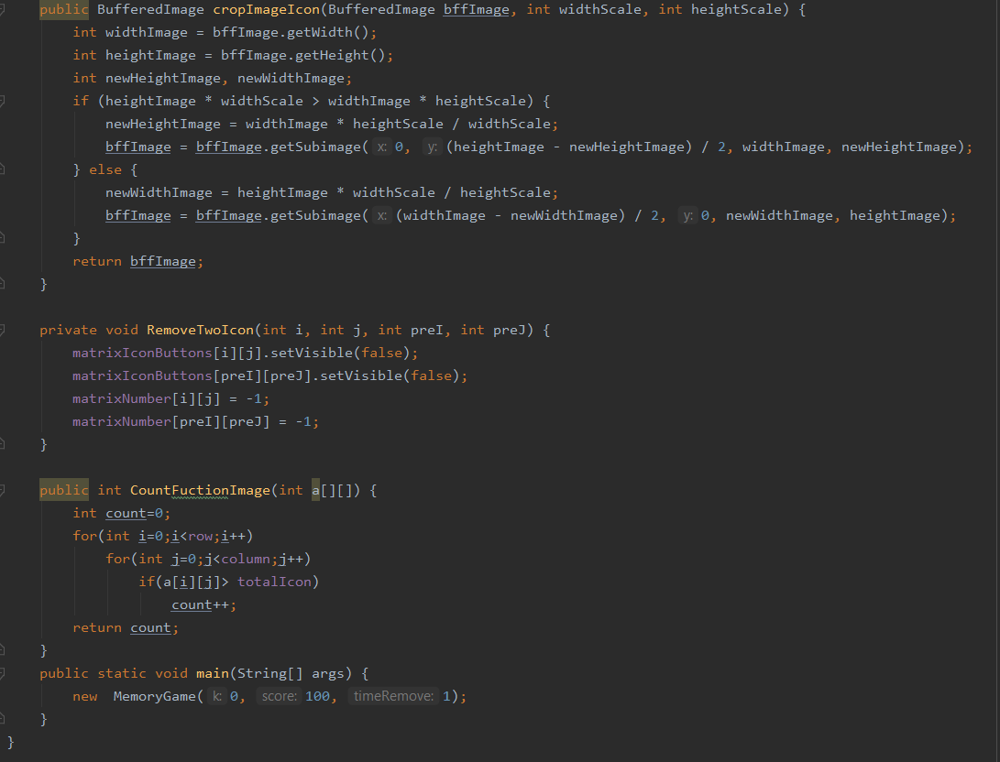 public BufferedImage cropImageIcon(BufferedImage bffImage, int widthScale, int heightScale) {
int widthImage = bffImage.getWidth();
int heightImage = bffImage.getHeight();
int newHeightImage, newWidthImage;
if (heightImage * widthScale > widthImage * heightScale) {
newHeightImage = widthImage * heightScale / widthScale;
bffImage = bffImage.getSubimage( x: 0, y: (heightImage - newHeightImage) / 2, widthImage, newHeightImage);
} else {
newWidthImage = heightImage * widthScale / heightScale;
bffImage = bffImage.getSubimage( x: (widthImage - newWidthImage) / 2, y: 0, newWidthImage, heightImage);
}
return bffImage;
}
private void RemoveTwoIcon(int i, int j, int preI, int preJ) {
matrixIconButtons[i][j].setVisible(false);
matrixIconButtons[preI][preJ].setVisible(false);
matrixNumber[i][j] = -1;
matrixNumber[preI][preJ] = -1;
}
public int CountFuctionImage(int a[][]) {
int count=0;
for(int i=0;i<row;i++)
for(int j=0;j<column;j++)
if(a[i][j]> totalIcon)
count++;
return count;
}
public static void main(String[] args) {
new MemoryGame( k: 0, score: 100, timeRemove: 1);
}
}